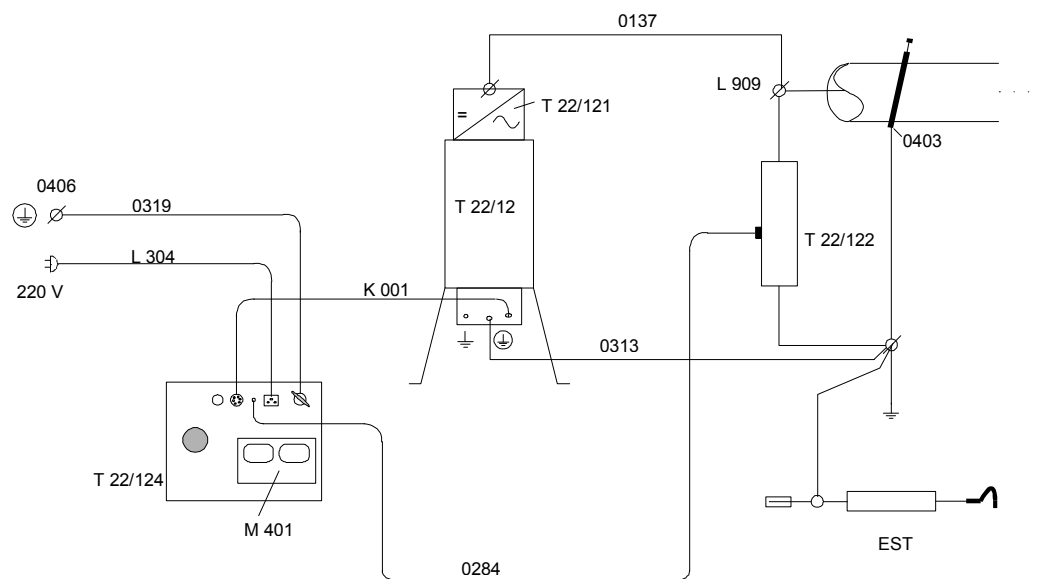 0137
L 909
T 22/121
0403
0406
0319
T 22/12
T 22/122
L 304
220 V
K 001
0313
T 22/124
M 401
EST
0284